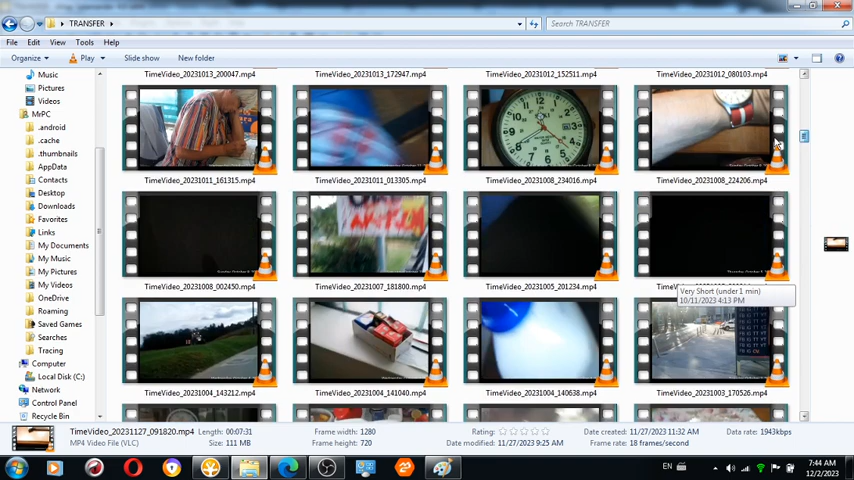 TRANSFER
Search TRANSFER
File Edit View Tools Help
Organize Play Slide show New folder
Music
Pictures
Videos
MrPC
.android
.cache
.thumbnails
AppData
Contacts
Desktop
Downloads
Favorites
Links
My Documents
My Music
My Pictures
My Videos
OneDrive
Roaming
Saved Games
Searches
Tracing
Computer
Local Disk (C:)
Network
Control Panel
Recycle Bin
TimeVideo_20231013_200047.mp4 TimeVideo_20231013_172947.mp4 TimeVideo_20231012_152511.mp4 TimeVideo_20231012_080103.mp4
TimeVideo_20231011_161315.mp4 TimeVideo_20231011_013305.mp4 TimeVideo_20231008_234016.mp4 TimeVideo_20231008_224206.mp4
TimeVideo_20231008_002450.mp4 TimeVideo_20231007_181800.mp4 TimeVideo_20231005_201234.mp4
Very Short (under 1 min)
10/11/2023 4:13 PM
TimeVideo_20231004_143212.mp4 TimeVideo_20231004_141040.mp4 TimeVideo_20231004_140638.mp4 TimeVideo_20231003_170526.mp4
TimeVideo_20231127_091820.mp4 Length: 00:07:31 Frame width: 1280 Rating: Date created: 11/27/2023 11:32 AM Data rate: 1943kbps
MP4 Video File (VLC) Size: 111 MB Frame height: 720 Date modified: 11/27/2023 9:25 AM Frame rate: 18 frames/second
EN
7:44 AM
12/2/2023